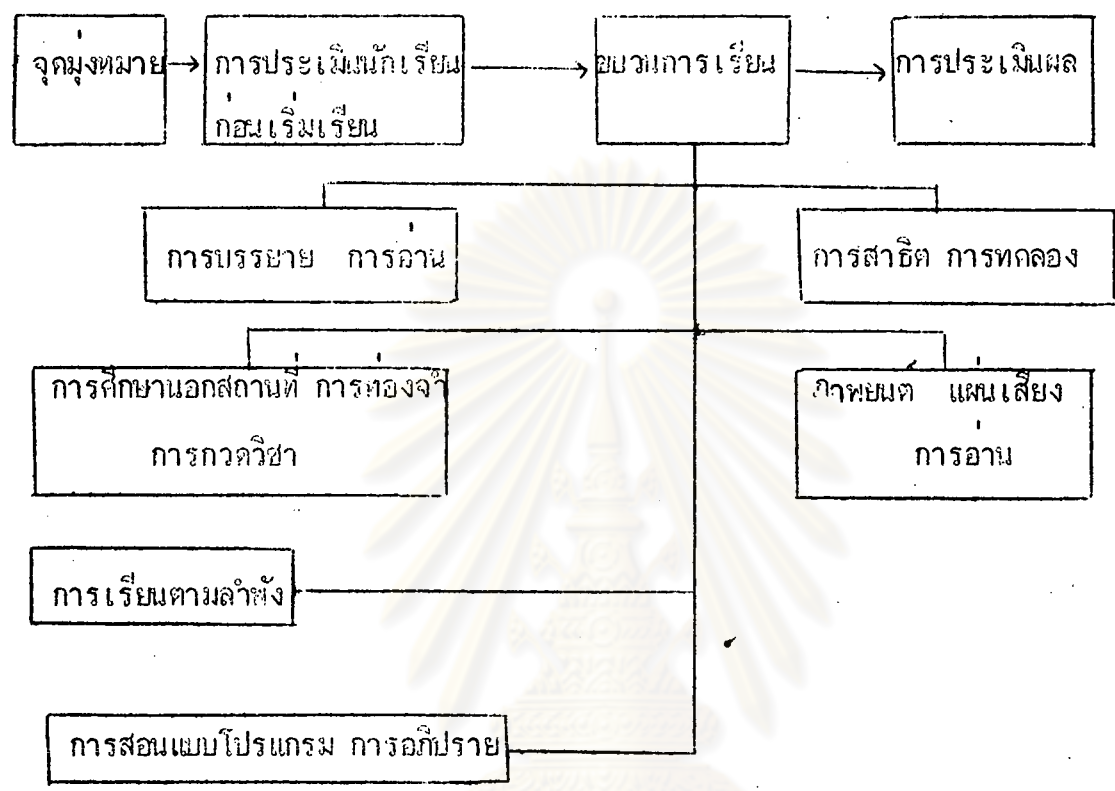 จุดมุ่งหมาย
การประเมินนักเรียน
ก่อนเริ่มเรียน
ขบวนการเรียน
การประเมินผล
การบรรยาย การอ่าน
การสาธิต การทดลอง
การศึกษานอกสถานที่ การท่องจำ
การกวดวิชา
ภาพยนต์ แผ่นเสียง
การอ่าน
การเรียนตามลำพัง
การสอนแบบโปรแกรม การอภิปราย